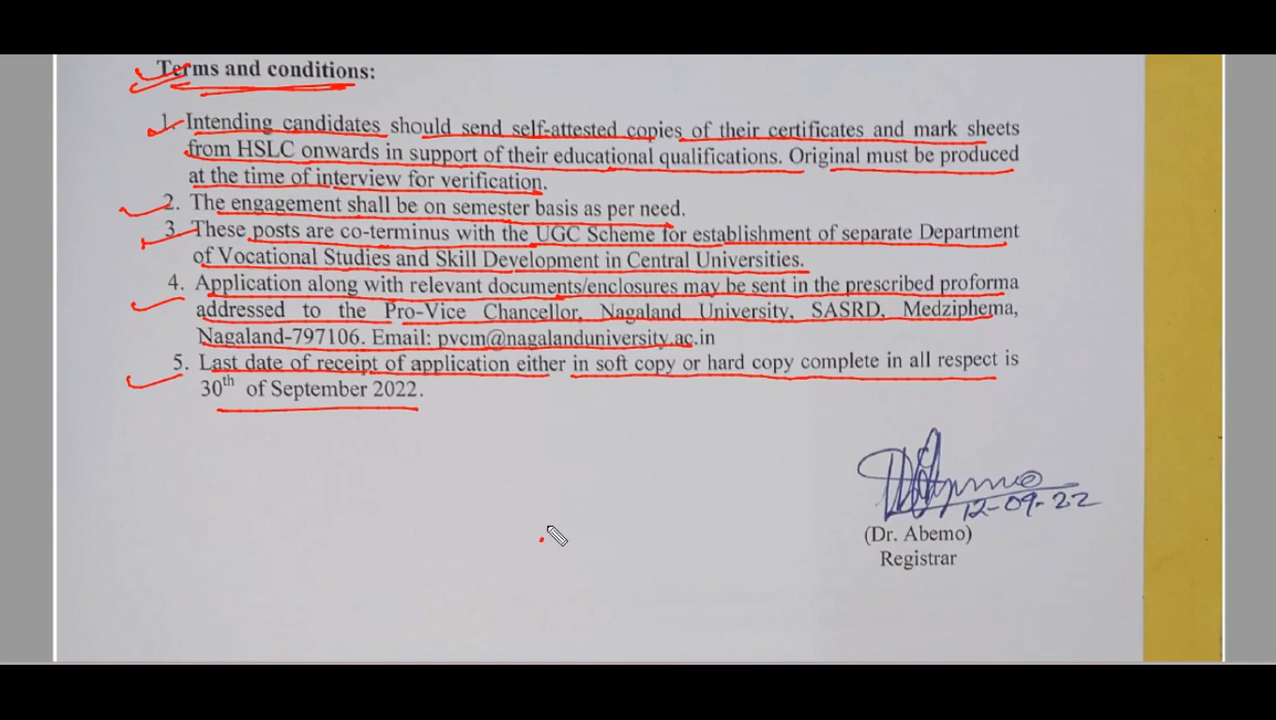 Terms and conditions:
1. Intending candidates should send self-attested copies of their certificates and mark sheets
from HSLC onwards in support of their educational qualifications. Original must be produced
at the time of interview for verification.
2. The engagement shall be on semester basis as per need.
3. These posts are co-terminus with the UGC Scheme for establishment of separate Department
of Vocational Studies and Skill Development in Central Universities.
4. Application along with relevant documents/enclosures may be sent in the prescribed proforma
addressed to the Pro-Vice Chancellor, Nagaland University, SASRD, Medziphema,
Nagaland-797106. Email: pvcm@nagalanduniversity.ac.in
5. Last date of receipt of application either in soft copy or hard copy complete in all respect is
30th of September 2022.
12-09-22
(Dr. Abemo)
Registrar